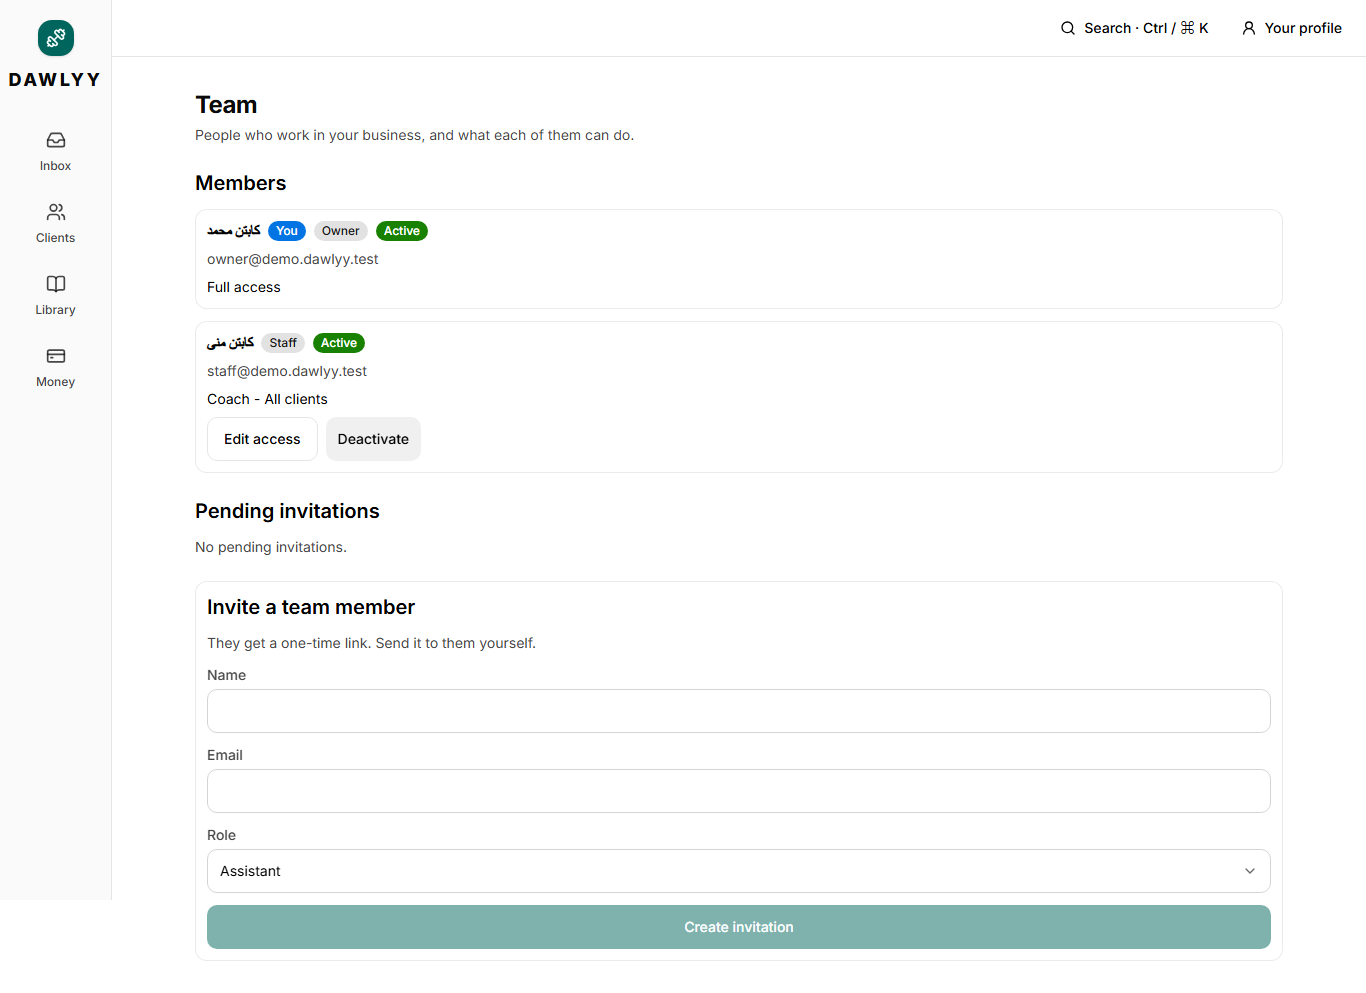 DAWLYY
Inbox
Clients
Library
Money
Search · Ctrl / ⌘ K
Your profile
Team
People who work in your business, and what each of them can do.
Members
كابتن محمد You Owner Active
owner@demo.dawlyy.test
Full access
كابتن منى Staff Active
staff@demo.dawlyy.test
Coach - All clients
Edit access Deactivate
Pending invitations
No pending invitations.
Invite a team member
They get a one-time link. Send it to them yourself.
Name
Email
Role
Assistant
Create invitation